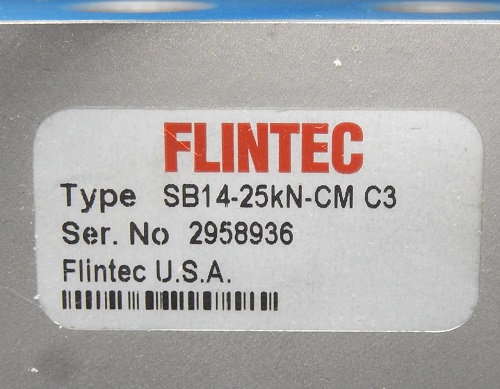 FLINTEC
Type SB14-25kN-CM C3
Ser. No 2958936
Flintec U.S.A.